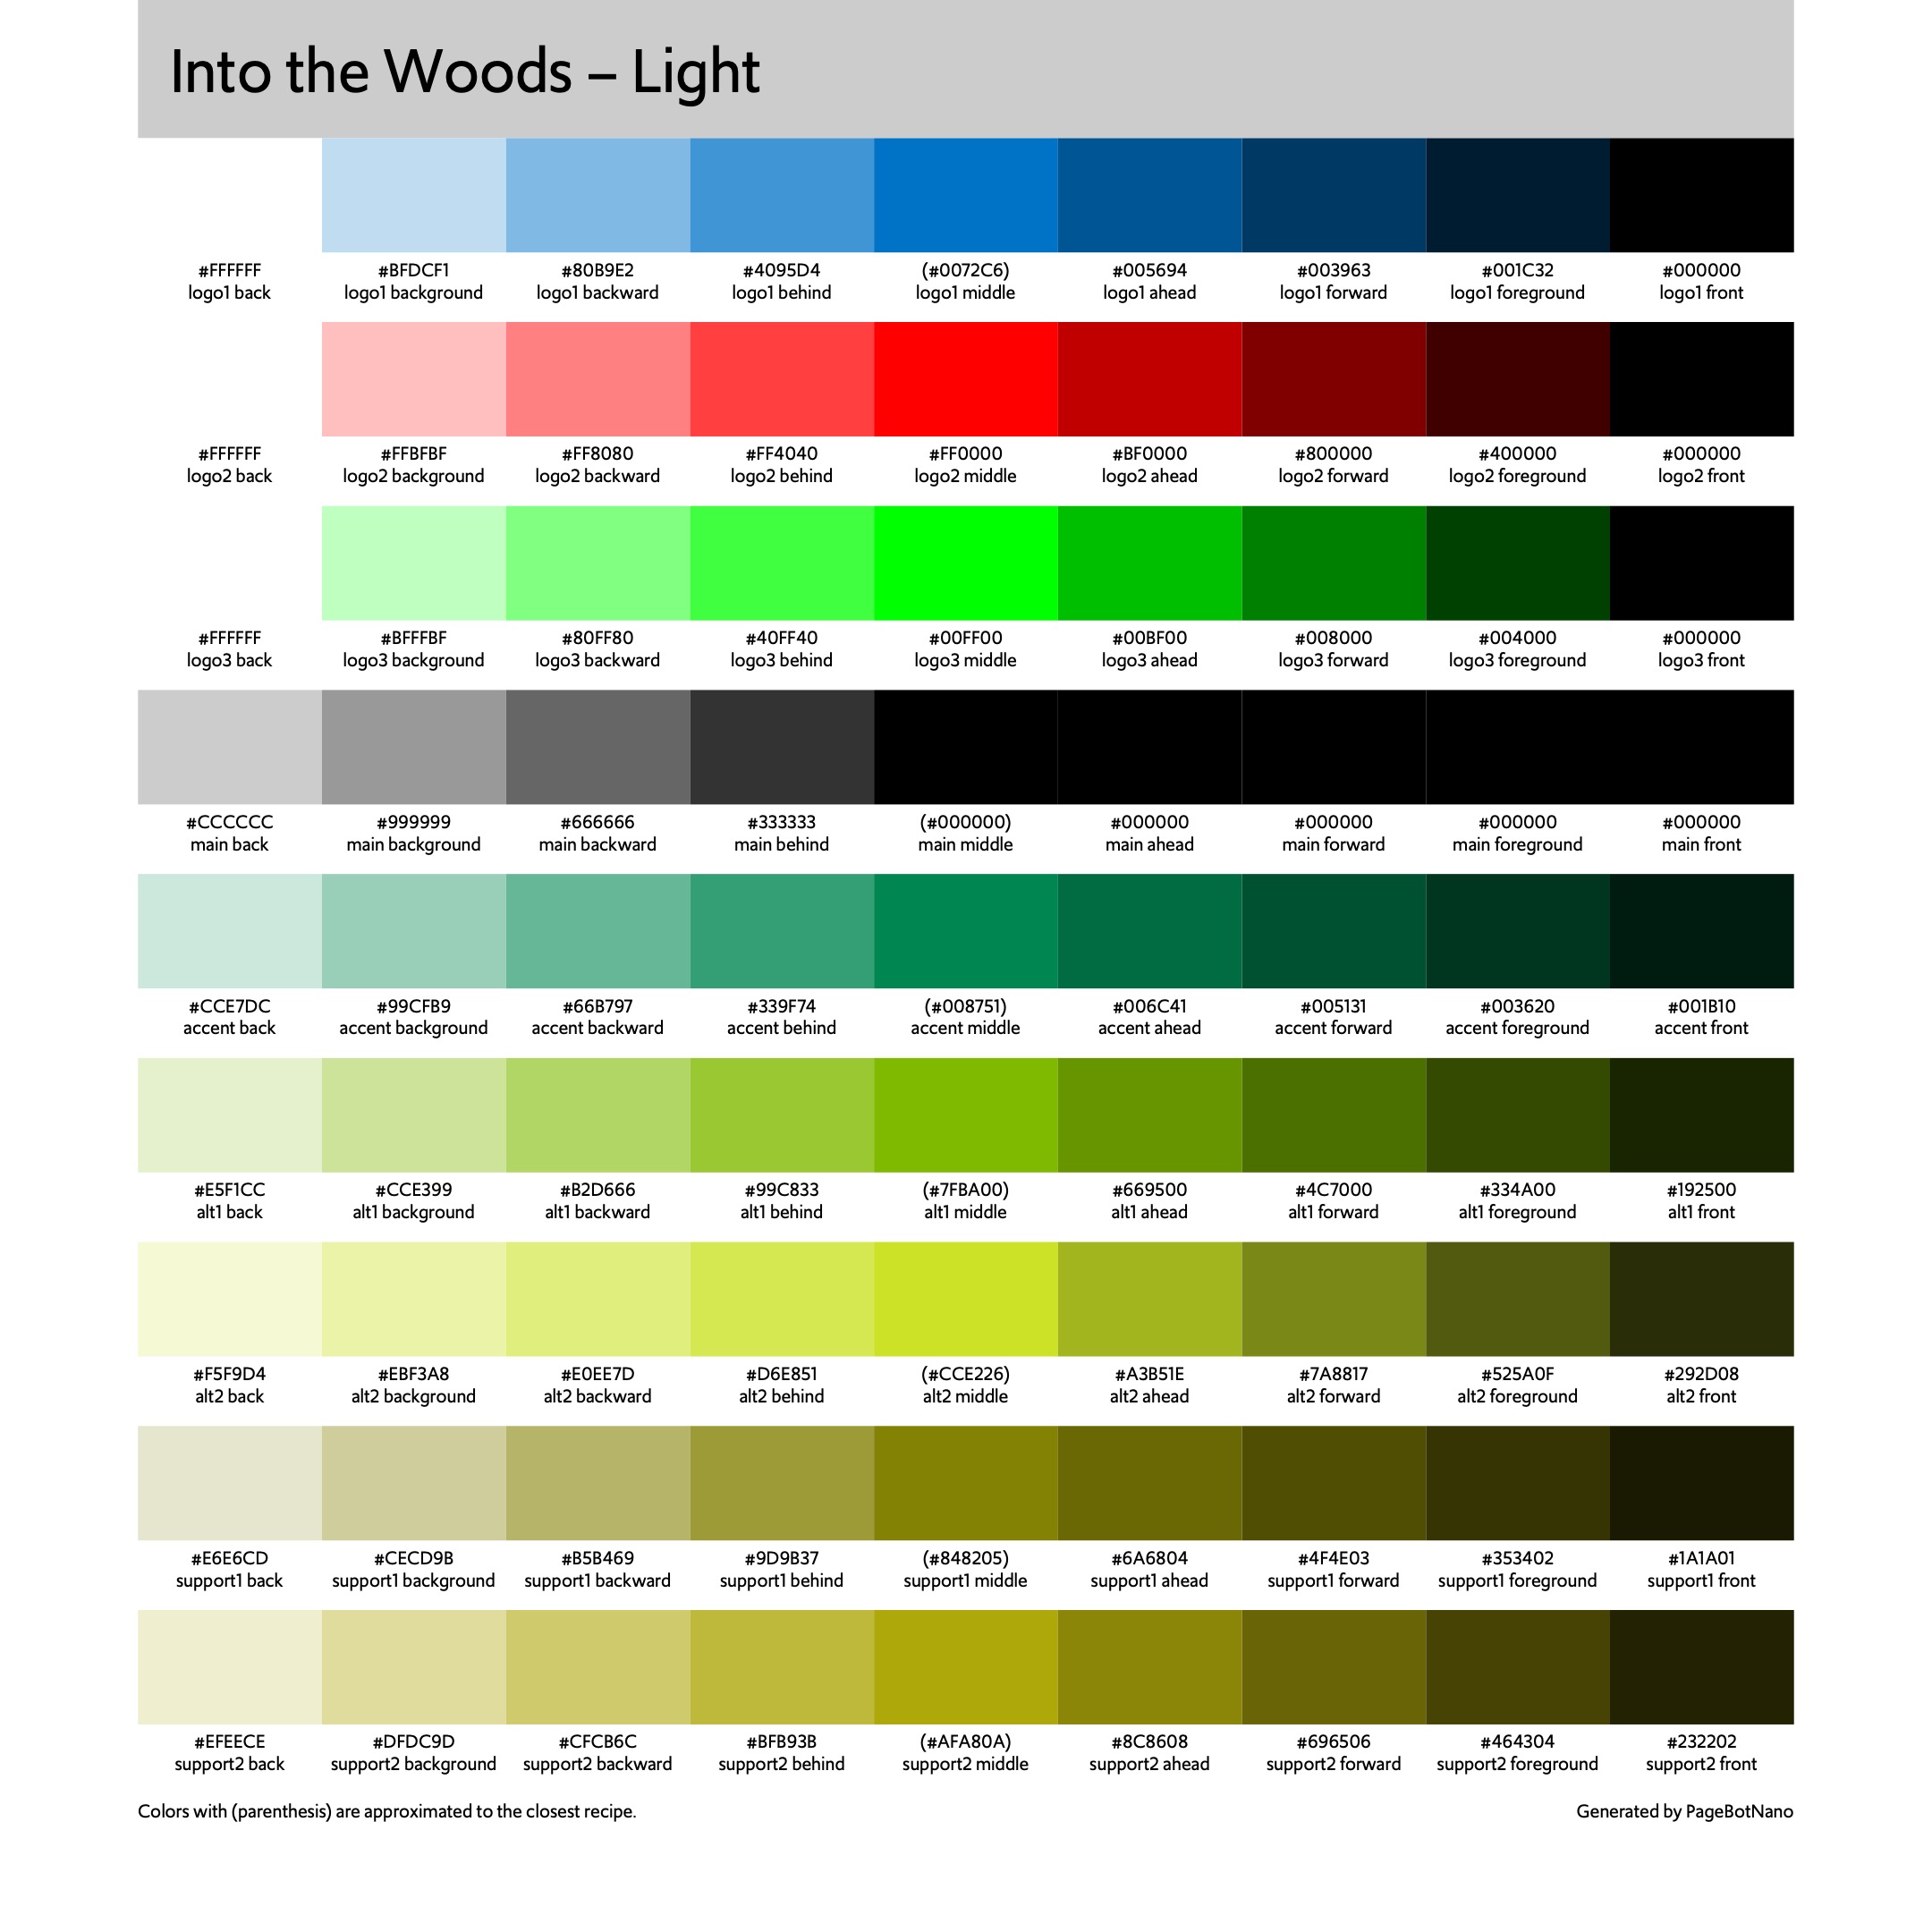 Into the Woods – Light
#FFFFFF #BFDCF1 #80B9E2 #4095D4 (#0072C6) #005694 #003963 #001C32 #000000
logo1 back logo1 background logo1 backward logo1 behind logo1 middle logo1 ahead logo1 forward logo1 foreground logo1 front
#FFFFFF #FFBFBF #FF8080 #FF4040 #FF0000 #BF0000 #800000 #400000 #000000
logo2 back logo2 background logo2 backward logo2 behind logo2 middle logo2 ahead logo2 forward logo2 foreground logo2 front
#FFFFFF #BFFFBF #80FF80 #40FF40 #00FF00 #00BF00 #008000 #004000 #000000
logo3 back logo3 background logo3 backward logo3 behind logo3 middle logo3 ahead logo3 forward logo3 foreground logo3 front
#CCCCCC #999999 #666666 #333333 (#000000) #000000 #000000 #000000 #000000
main back main background main backward main behind main middle main ahead main forward main foreground main front
#CCE7DC #99CFB9 #66B797 #339F74 (#008751) #006C41 #005131 #003620 #001B10
accent back accent background accent backward accent behind accent middle accent ahead accent forward accent foreground accent front
#E5F1CC #CCE399 #B2D666 #99C833 (#7FBA00) #669500 #4C7000 #334A00 #192500
alt1 back alt1 background alt1 backward alt1 behind alt1 middle alt1 ahead alt1 forward alt1 foreground alt1 front
#F5F9D4 #EBF3A8 #E0EE7D #D6E851 (#CCE226) #A3B51E #7A8817 #525A0F #292D08
alt2 back alt2 background alt2 backward alt2 behind alt2 middle alt2 ahead alt2 forward alt2 foreground alt2 front
#E6E6CD #CECD9B #B5B469 #9D9B37 (#848205) #6A6804 #4F4E03 #353402 #1A1A01
support1 back support1 background support1 backward support1 behind support1 middle support1 ahead support1 forward support1 foreground support1 front
#EFEECE #DFDC9D #CFCB6C #BFB93B (#AFA80A) #8C8608 #696506 #464304 #232202
support2 back support2 background support2 backward support2 behind support2 middle support2 ahead support2 forward support2 foreground support2 front
Colors with (parenthesis) are approximated to the closest recipe. Generated by PageBotNano